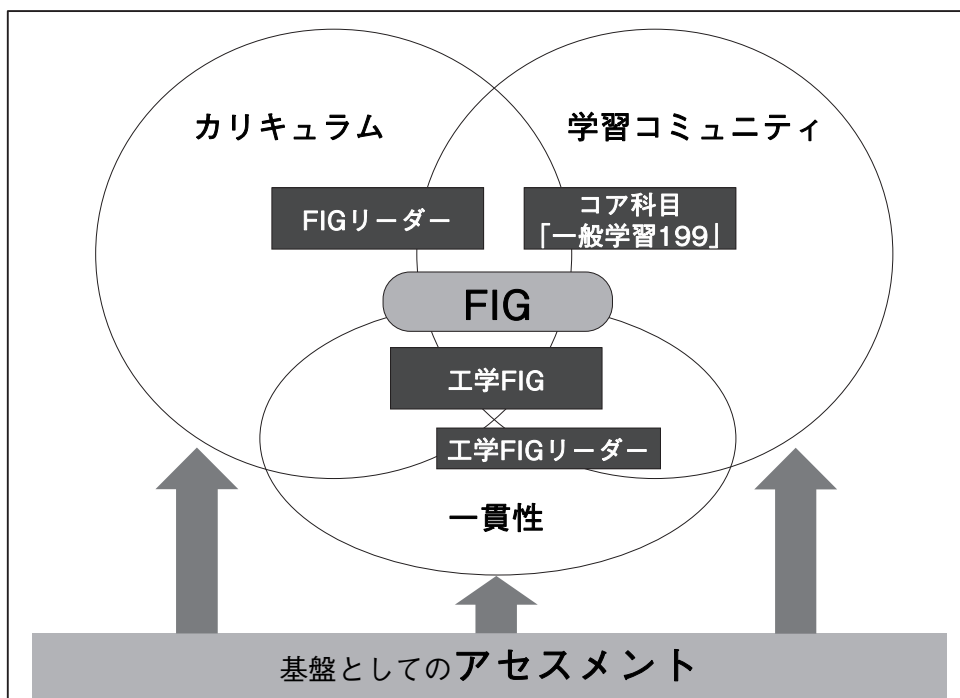 カリキュラム
学習コミュニティ
FIGリーダー
コア科目
「一般学習199」
FIG
工学FIG
工学FIGリーダー
一貫性
基盤としてのアセスメント